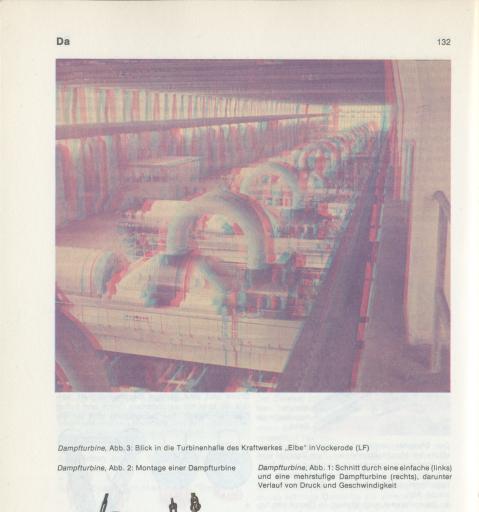 Da
132
Dampfturbine, Abb. 3: Blick in die Turbinenhalle des Kraftwerkes „Elbe" inVockerode (LF)
Dampfturbine, Abb. 2: Montage einer Dampfturbine
Dampfturbine, Abb. 1: Schnitt durch eine einfache (links)
und eine mehrstufige Dampfturbine (rechts), darunter
Verlauf von Druck und Geschwindigkeit